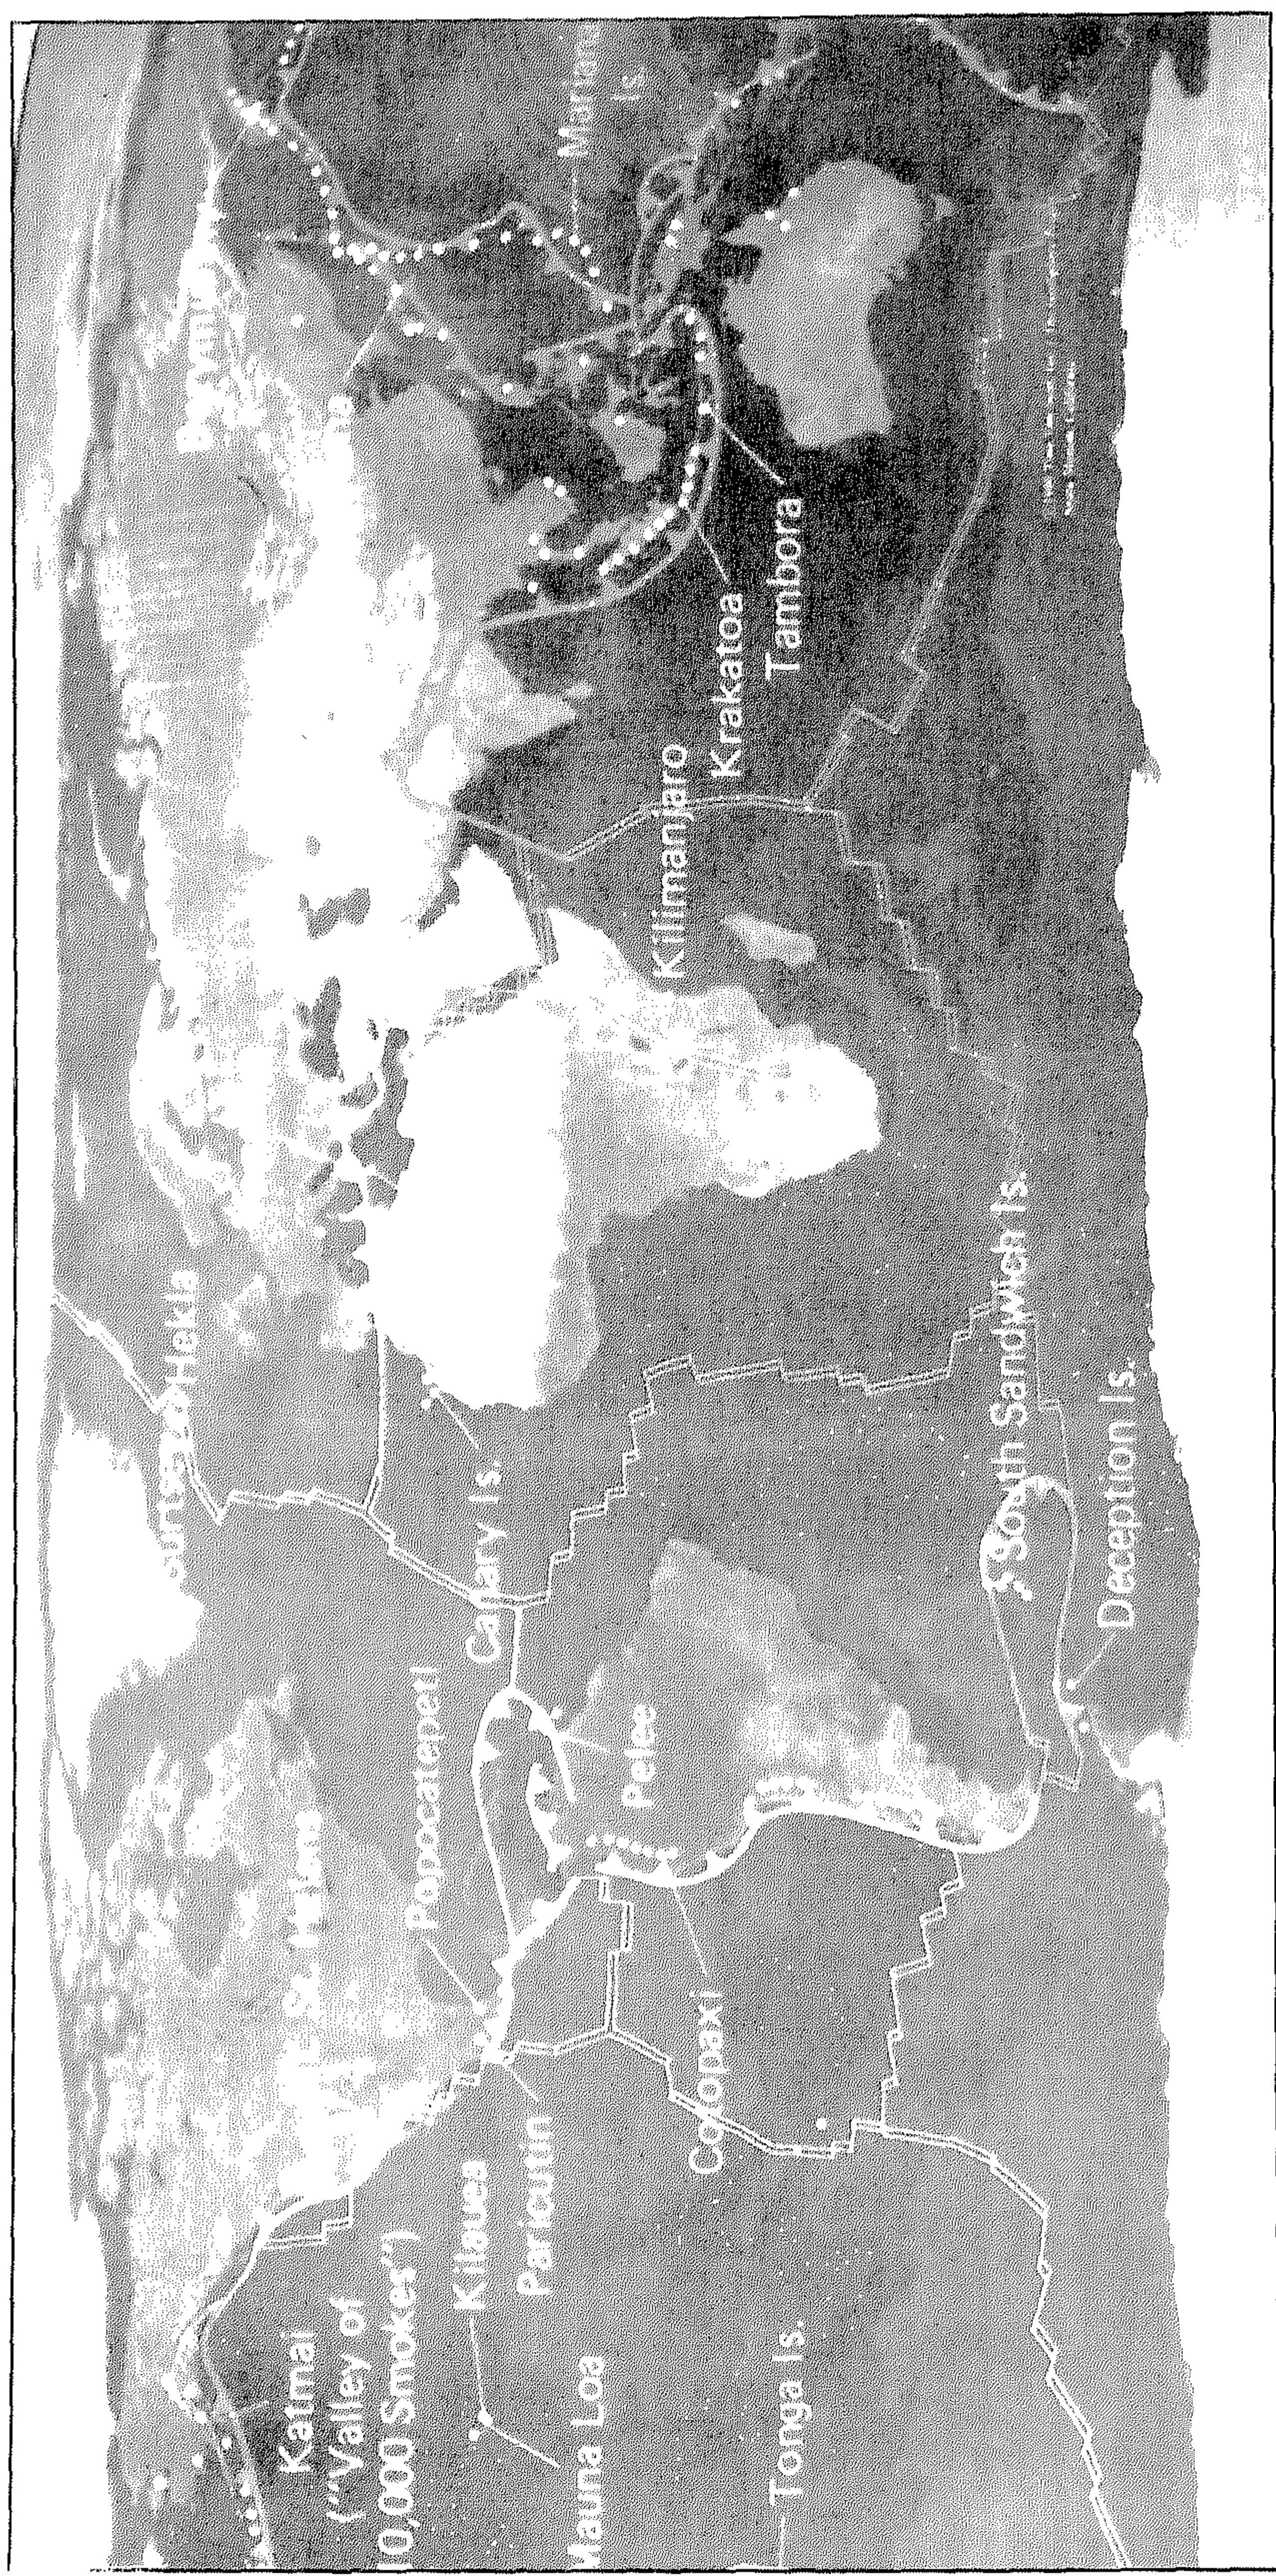 Katmai
("Valley of
0,000 Smokes")
Kilauea
Mauna Loa
Paricutin
Tonga Is.
Popocatepetl
Cotopaxi
Pelee
Canary Is.
Hekla
South Sandwich Is.
Deception Is.
Kilimanjaro
Krakatoa
Tambora
Is.